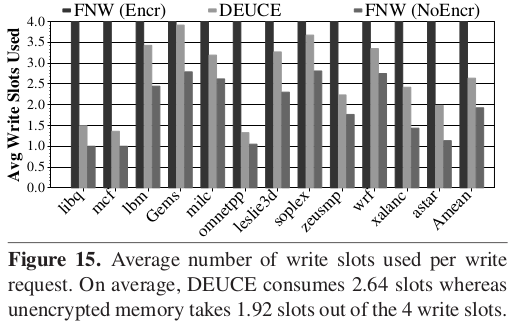 FNW (Encr) DEUCE FNW (NoEncr)
Avg Write Slots Used
4.0
3.5
3.0
2.5
2.0
1.5
1.0
0.5
0.0
libq mcf lbm Gems milc omnetpp leslie3d soplex zeusmp wrf xalanc astar Amean
Figure 15. Average number of write slots used per write
request. On average, DEUCE consumes 2.64 slots whereas
unencrypted memory takes 1.92 slots out of the 4 write slots.